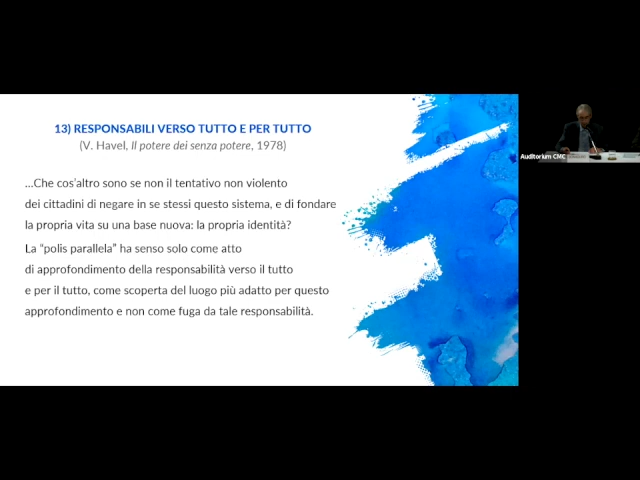 13) RESPONSABILI VERSO TUTTO E PER TUTTO
(V. Havel, Il potere dei senza potere, 1978)
...Che cos'altro sono se non il tentativo non violento
dei cittadini di negare in se stessi questo sistema, e di fondare
la propria vita su una base nuova: la propria identità?
La "polis parallela" ha senso solo come atto
di approfondimento della responsabilità verso il tutto
e per il tutto, come scoperta del luogo più adatto per questo
approfondimento e non come fuga da tale responsabilità.
Auditorium CMC